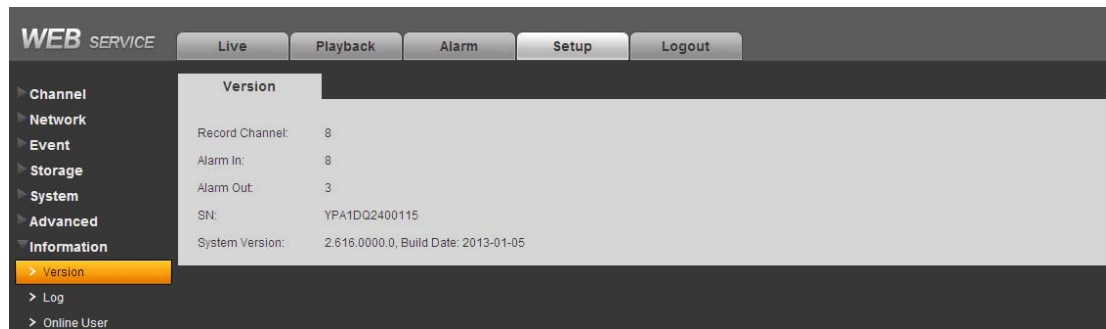 WEB SERVICE
Live Playback Alarm Setup Logout
Version
Channel
Network
Event
Storage
System
Advanced
Information
> Version
> Log
> Online User
Record Channel: 8
Alarm In: 8
Alarm Out: 3
SN: YPA1DQ2400115
System Version: 2.616.0000.0, Build Date: 2013-01-05